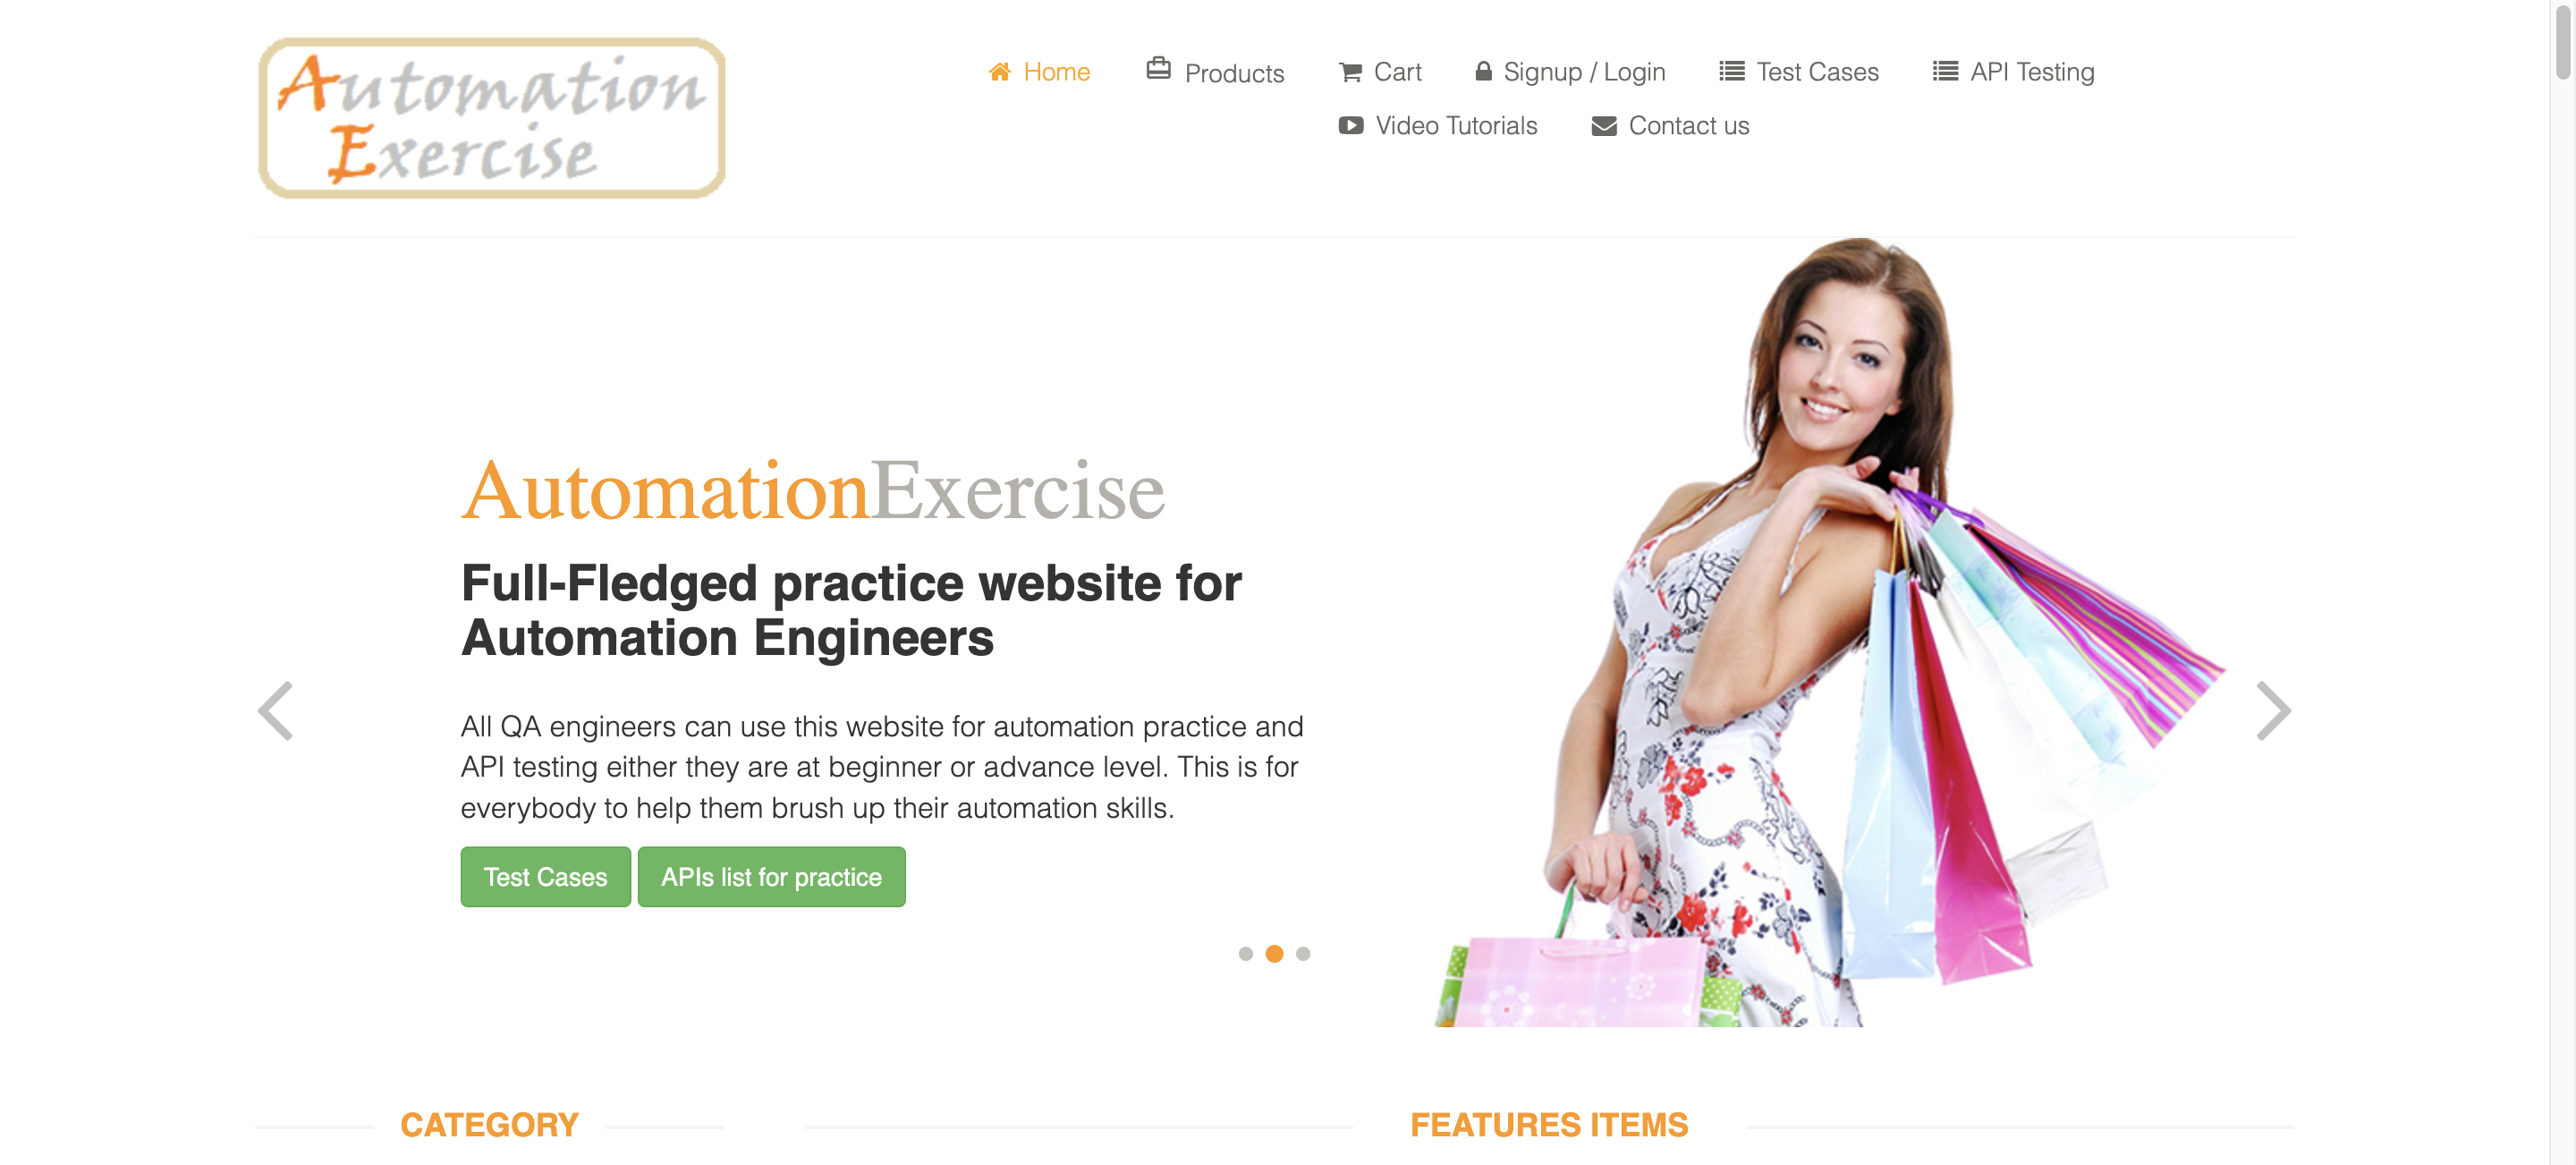 Automation
Exercise
Home Products Cart Signup / Login Test Cases API Testing
Video Tutorials Contact us
AutomationExercise
Full-Fledged practice website for
Automation Engineers
All QA engineers can use this website for automation practice and
API testing either they are at beginner or advance level. This is for
everybody to help them brush up their automation skills.
Test Cases APIs list for practice
CATEGORY FEATURES ITEMS